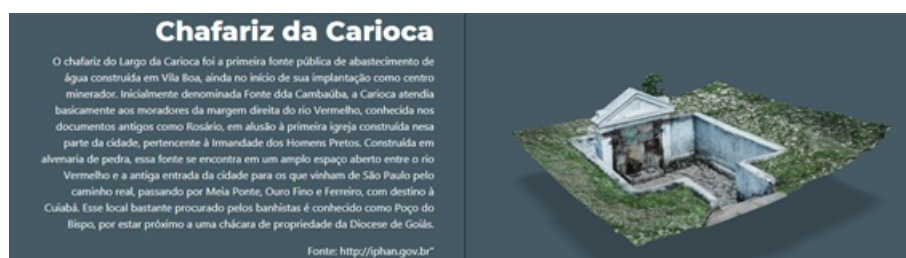 Chafariz da Carioca
O chafariz do Largo da Carioca foi a primeira fonte pública de abastecimento de
água construída em Vila Boa, ainda no início de sua implantação como centro
minerador. Inicialmente denominada Fonte dda Cambaúba, a Carioca atendia
basicamente aos moradores da margem direita do rio Vermelho, conhecida nos
documentos antigos como Rosário, em alusão à primeira igreja construída nesa
parte da cidade, pertencente à Irmandade dos Homens Pretos. Construída em
alvenaria de pedra, essa fonte se encontra em um amplo espaço aberto entre o rio
Vermelho e a antiga entrada da cidade para os que vinham de São Paulo pelo
caminho real, passando por Meia Ponte, Ouro Fino e Ferreiro, com destino à
Cuiabá. Esse local bastante procurado pelos banhistas é conhecido como Poço do
Bispo, por estar próximo a uma chácara de propriedade da Diocese de Goiás.
Fonte: http://iphan.gov.br"